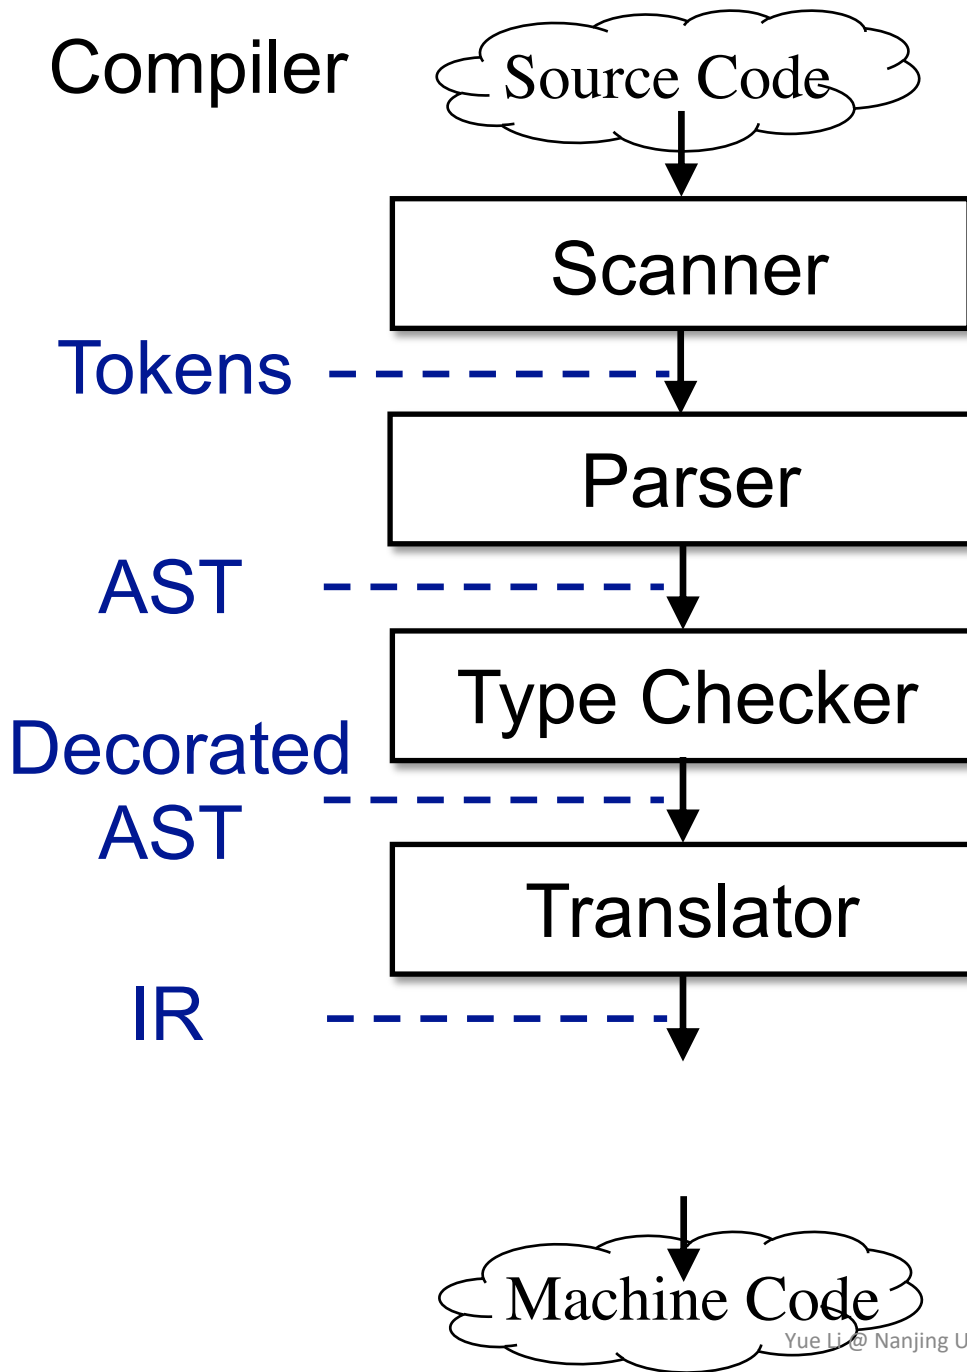 Compiler
Source Code
Scanner
Tokens
Parser
AST
Type Checker
Decorated
AST
Translator
IR
Machine Code
Yue Li @ Nanjing U